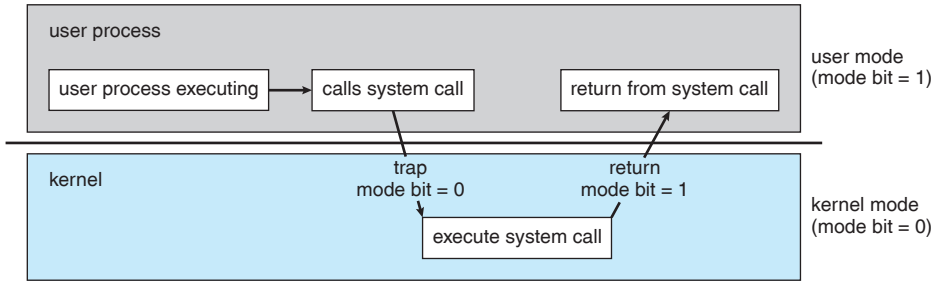 user process
user process executing
calls system call
return from system call
user mode
(mode bit = 1)
trap
mode bit = 0
return
mode bit = 1
kernel
execute system call
kernel mode
(mode bit = 0)